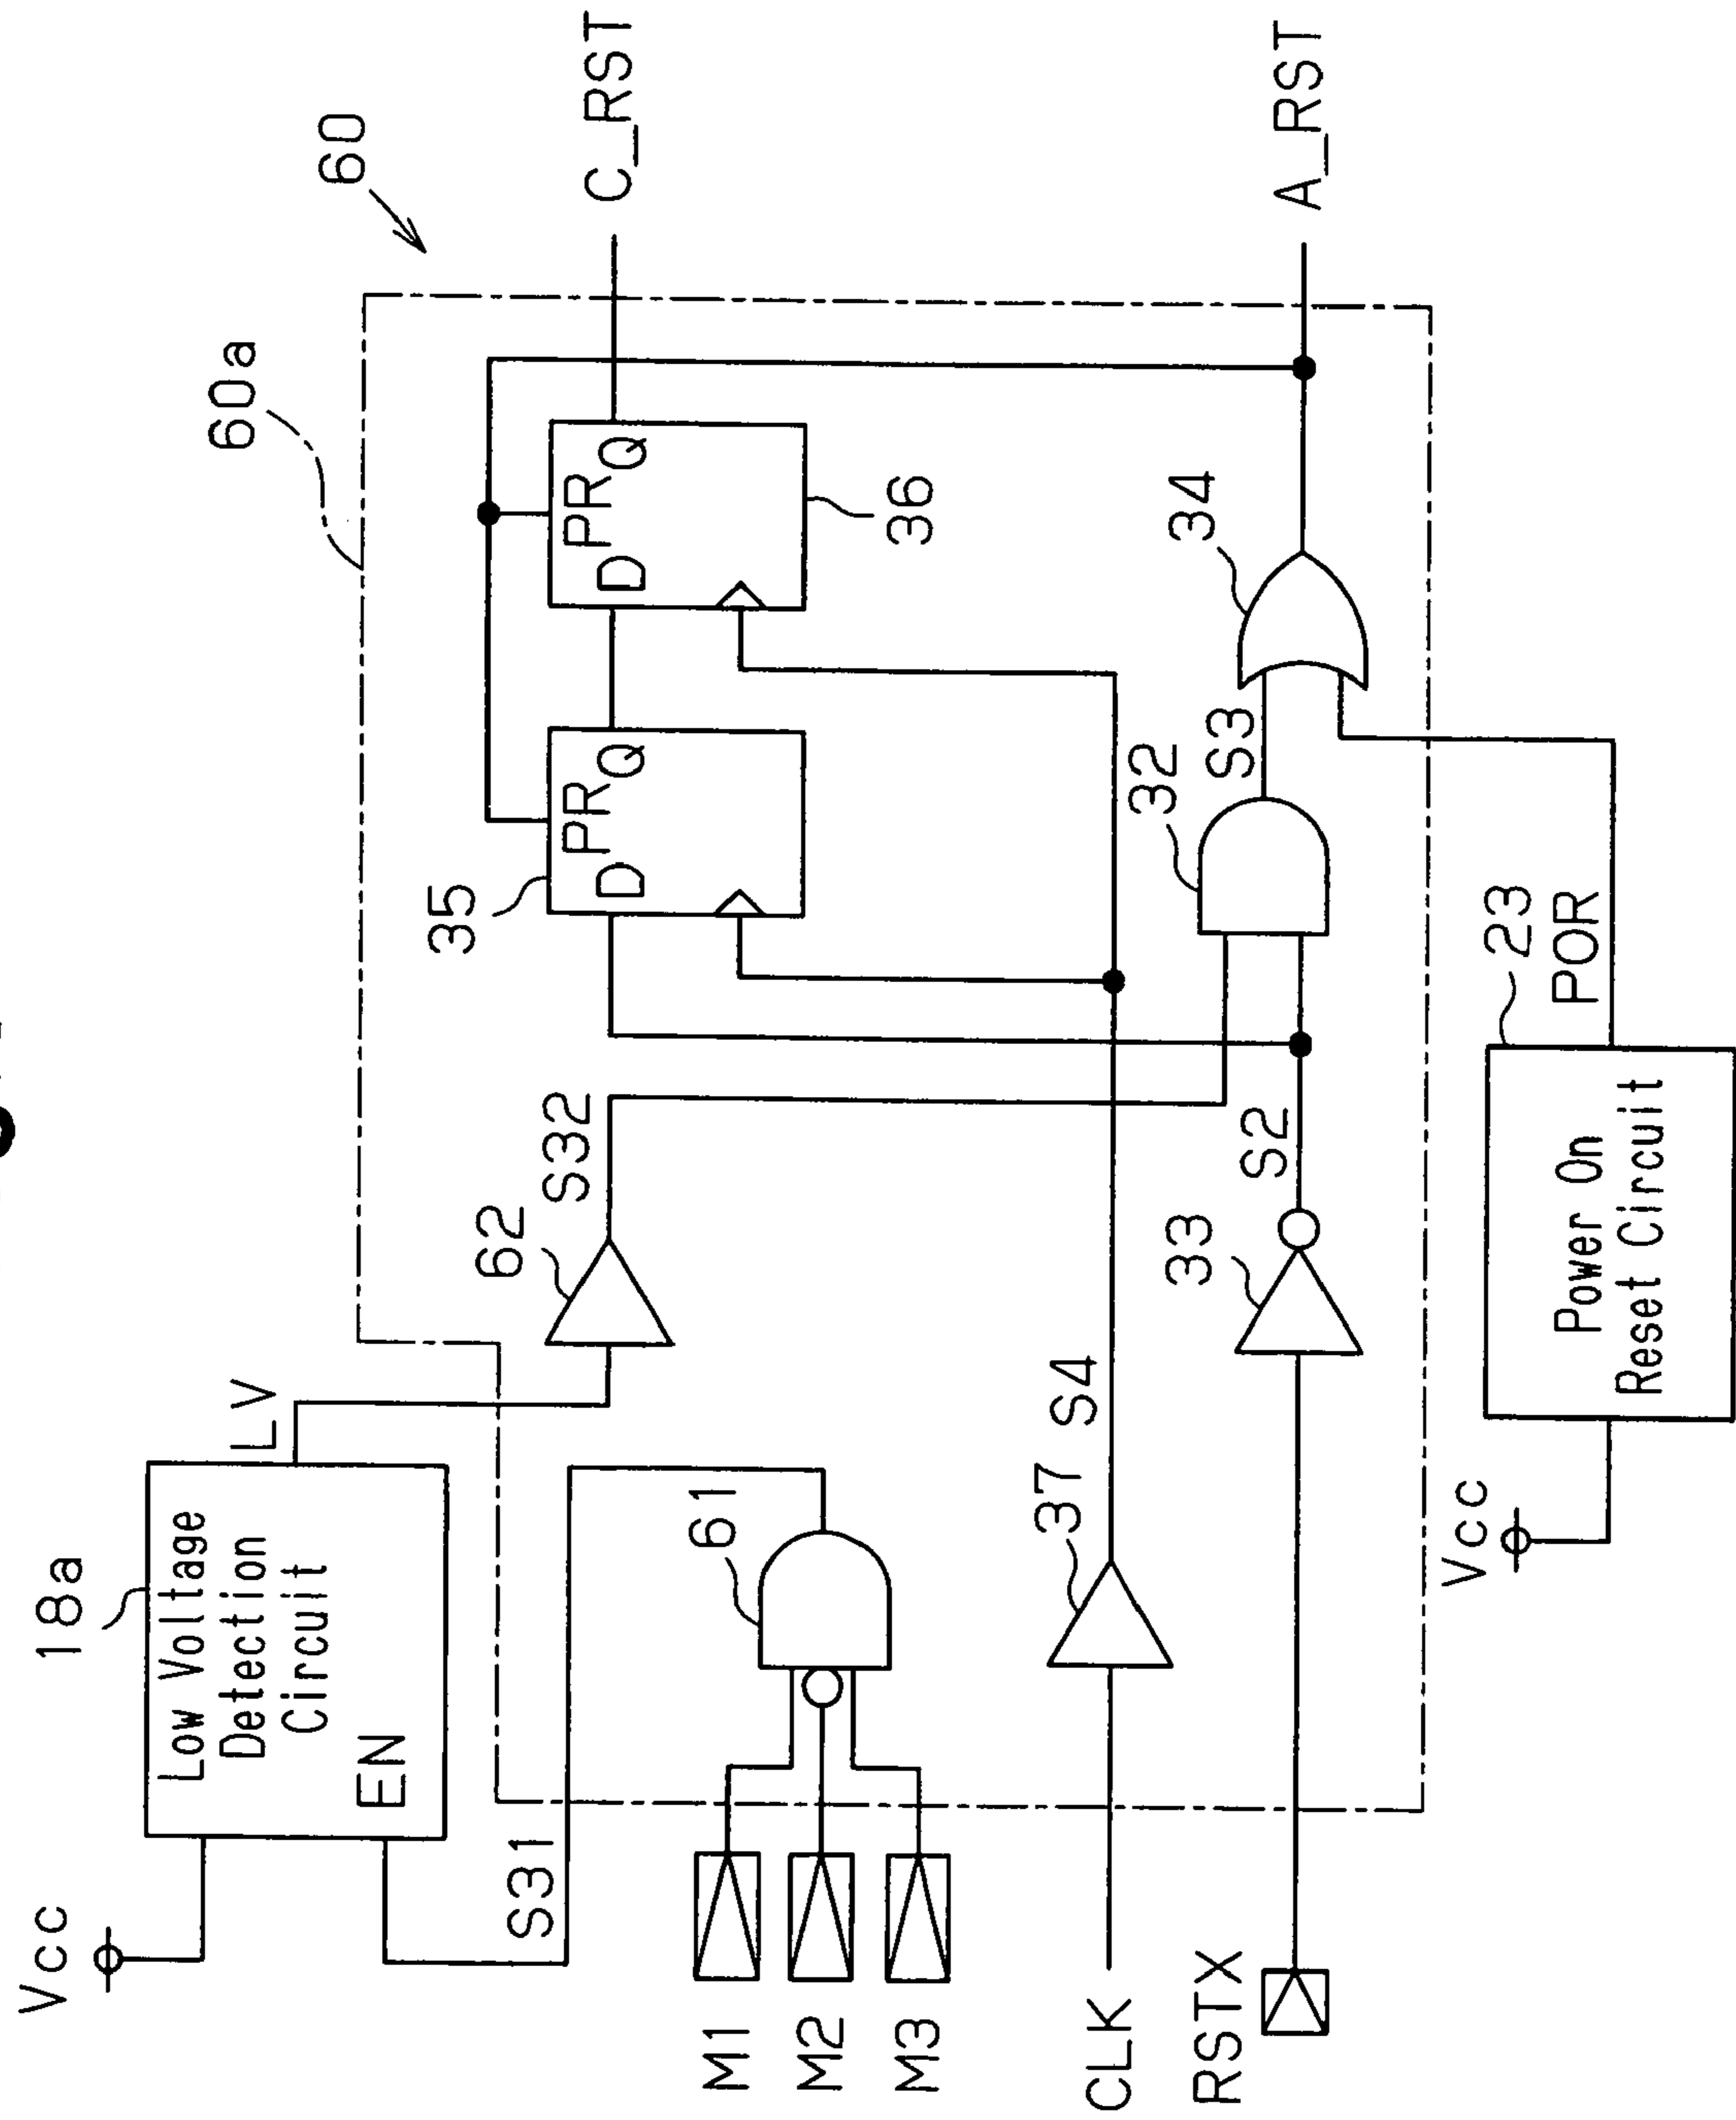 60
60a
Vcc
18a
Low Voltage
Detection
Circuit
EN
LV
S31
62
S32
35
D
PR
Q
D
PR
Q
36
C_RST
M1
M2
M3
61
CLK
37
S4
RSTX
33
S2
32
S3
34
A_RST
Vcc
Power On
Reset Circuit
23
POR